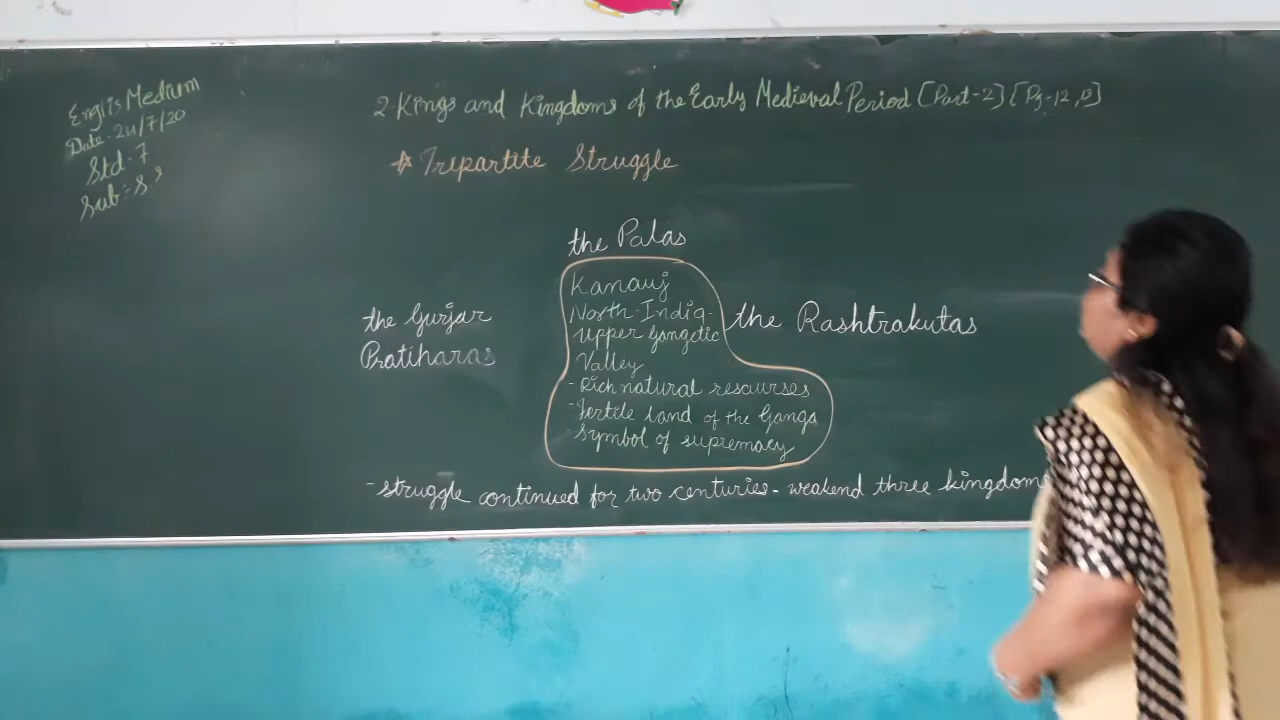 Englis Medium
Date - 24/7/20
Std - 7
Sub - S.S
2 Kings and Kingdoms of the Early Medieval Period [Part-2] [Pg-12,13]
* Tripartite Struggle
the Palas
Kanauj
North-India-
Upper Gangetic
Valley
- Rich natural rescurses
- Fertile land of the Ganga
- Symbol of supremacy
the Gurjar
Pratiharas
the Rashtrakutas
- struggle continued for two centuries - weakend three kingdoms